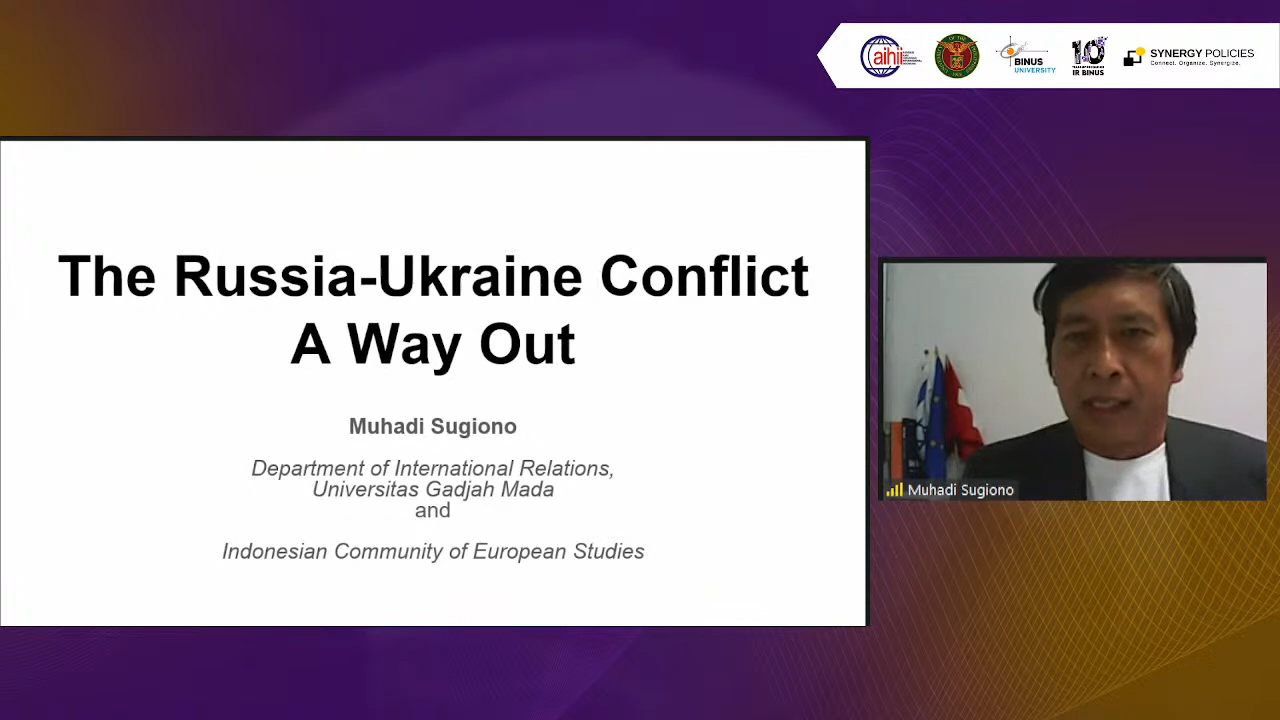 aihii
BINUS
UNIVERSITY
10
IR BINUS
SYNERGY POLICIES
Connect. Organize. Synergize.
The Russia-Ukraine Conflict
A Way Out
Muhadi Sugiono
Department of International Relations,
Universitas Gadjah Mada
and
Indonesian Community of European Studies
Muhadi Sugiono